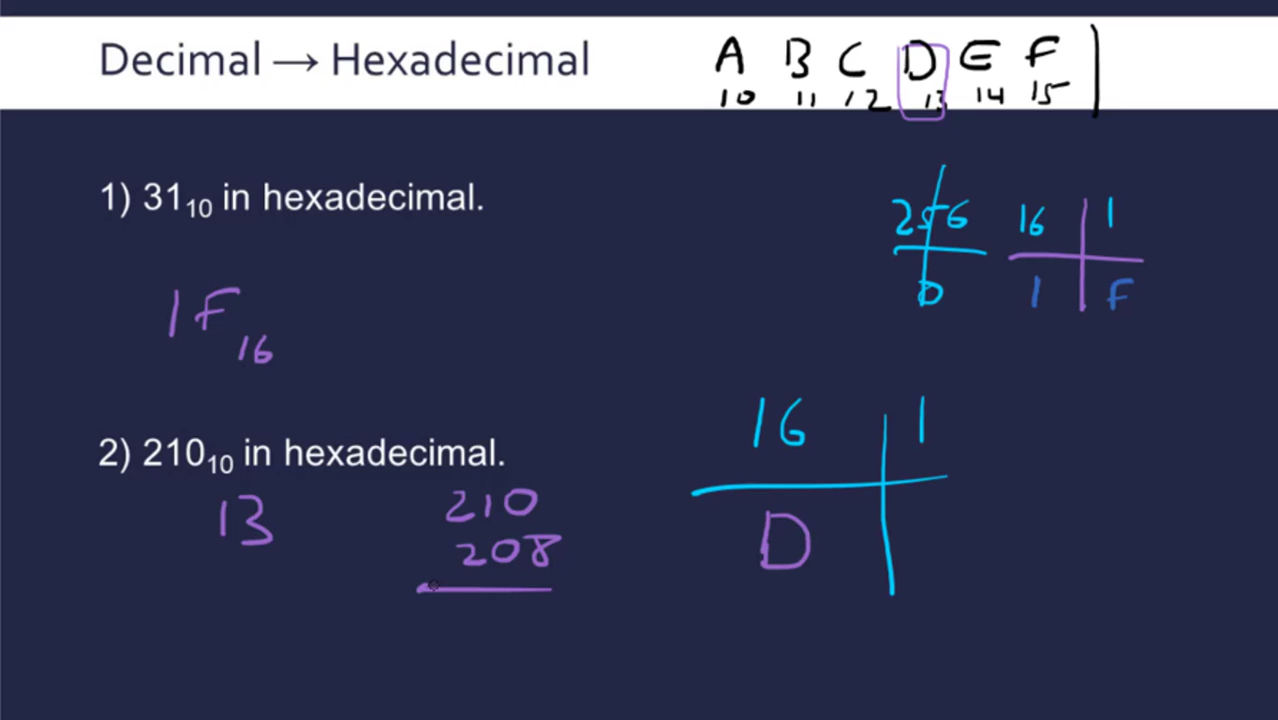 Decimal → Hexadecimal
A B C D E F
10 11 12 13 14 15
1) 31₁₀ in hexadecimal.
256 16 1
0 1 F
1F₁₆
16 1
2) 210₁₀ in hexadecimal.
13 210
208
D